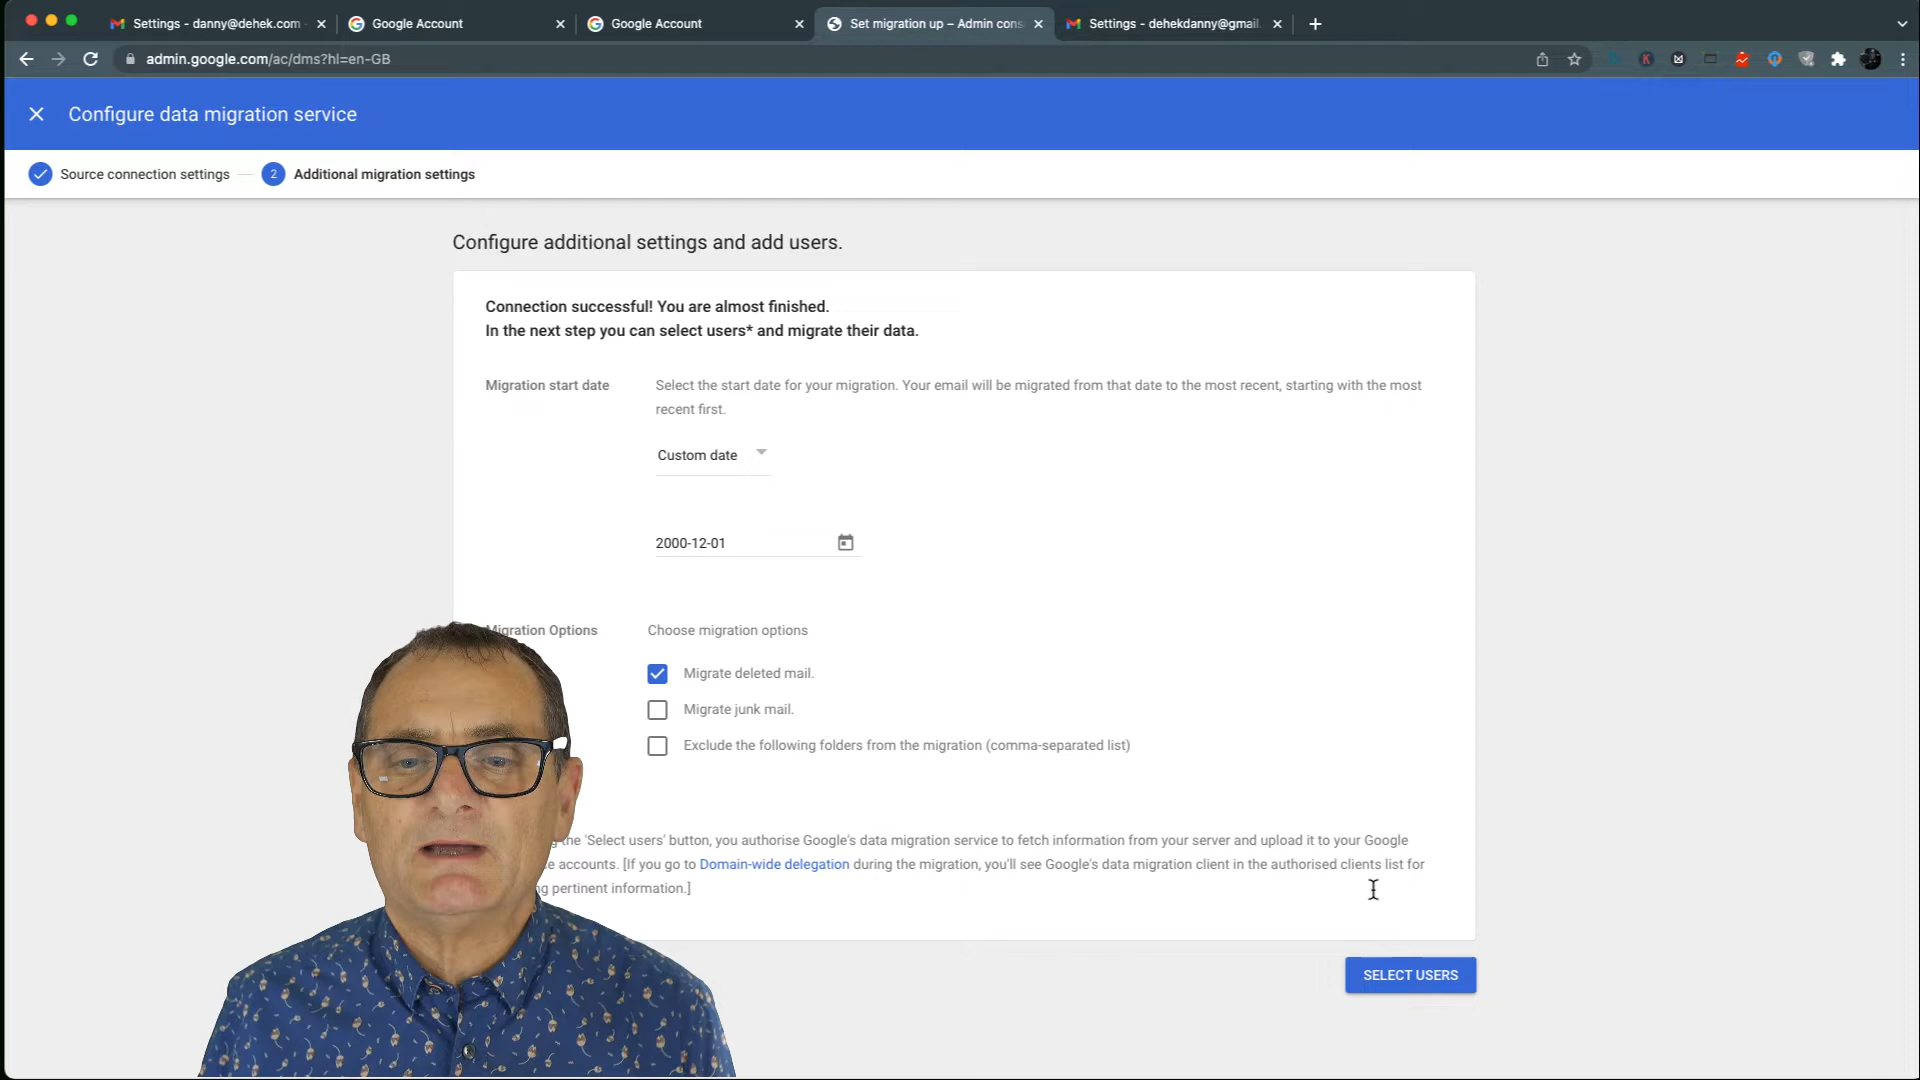 Settings - danny@dehek.com
Google Account
Google Account
Set migration up – Admin cons
Settings - dehekdanny@gmail.
admin.google.com/ac/dms?hl=en-GB
Configure data migration service
Source connection settings
2 Additional migration settings
Configure additional settings and add users.
Connection successful! You are almost finished.
In the next step you can select users* and migrate their data.
Migration start date
Select the start date for your migration. Your email will be migrated from that date to the most recent, starting with the most
recent first.
Custom date
2000-12-01
Migration Options
Choose migration options
Migrate deleted mail.
Migrate junk mail.
Exclude the following folders from the migration (comma-separated list)
the 'Select users' button, you authorise Google's data migration service to fetch information from your server and upload it to your Google
accounts. [If you go to Domain-wide delegation during the migration, you'll see Google's data migration client in the authorised clients list for
pertinent information.]
SELECT USERS